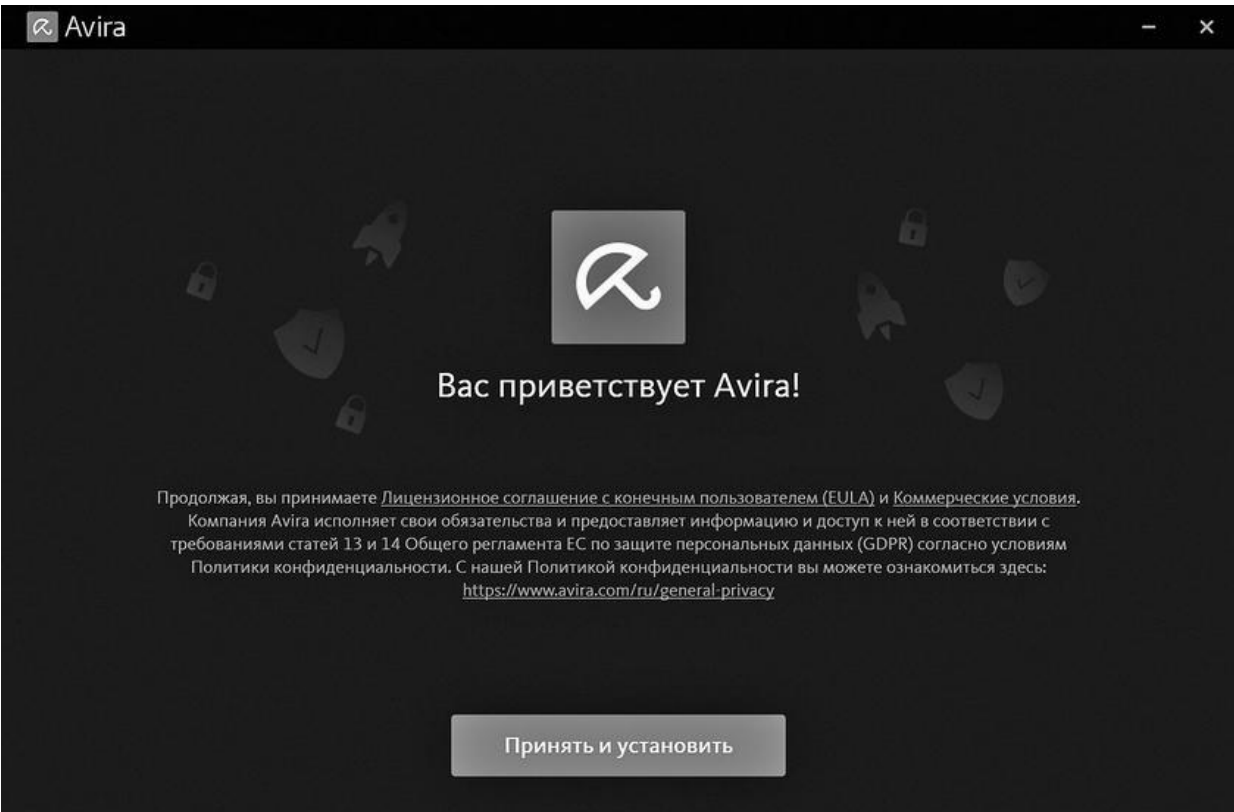 Avira
Вас приветствует Avira!
Продолжая, вы принимаете Лицензионное соглашение с конечным пользователем (EULA) и Коммерческие условия.
Компания Avira исполняет свои обязательства и предоставляет информацию и доступ к ней в соответствии с
требованиями статей 13 и 14 Общего регламента ЕС по защите персональных данных (GDPR) согласно условиям
Политики конфиденциальности. С нашей Политикой конфиденциальности вы можете ознакомиться здесь:
https://www.avira.com/ru/general-privacy
Принять и установить